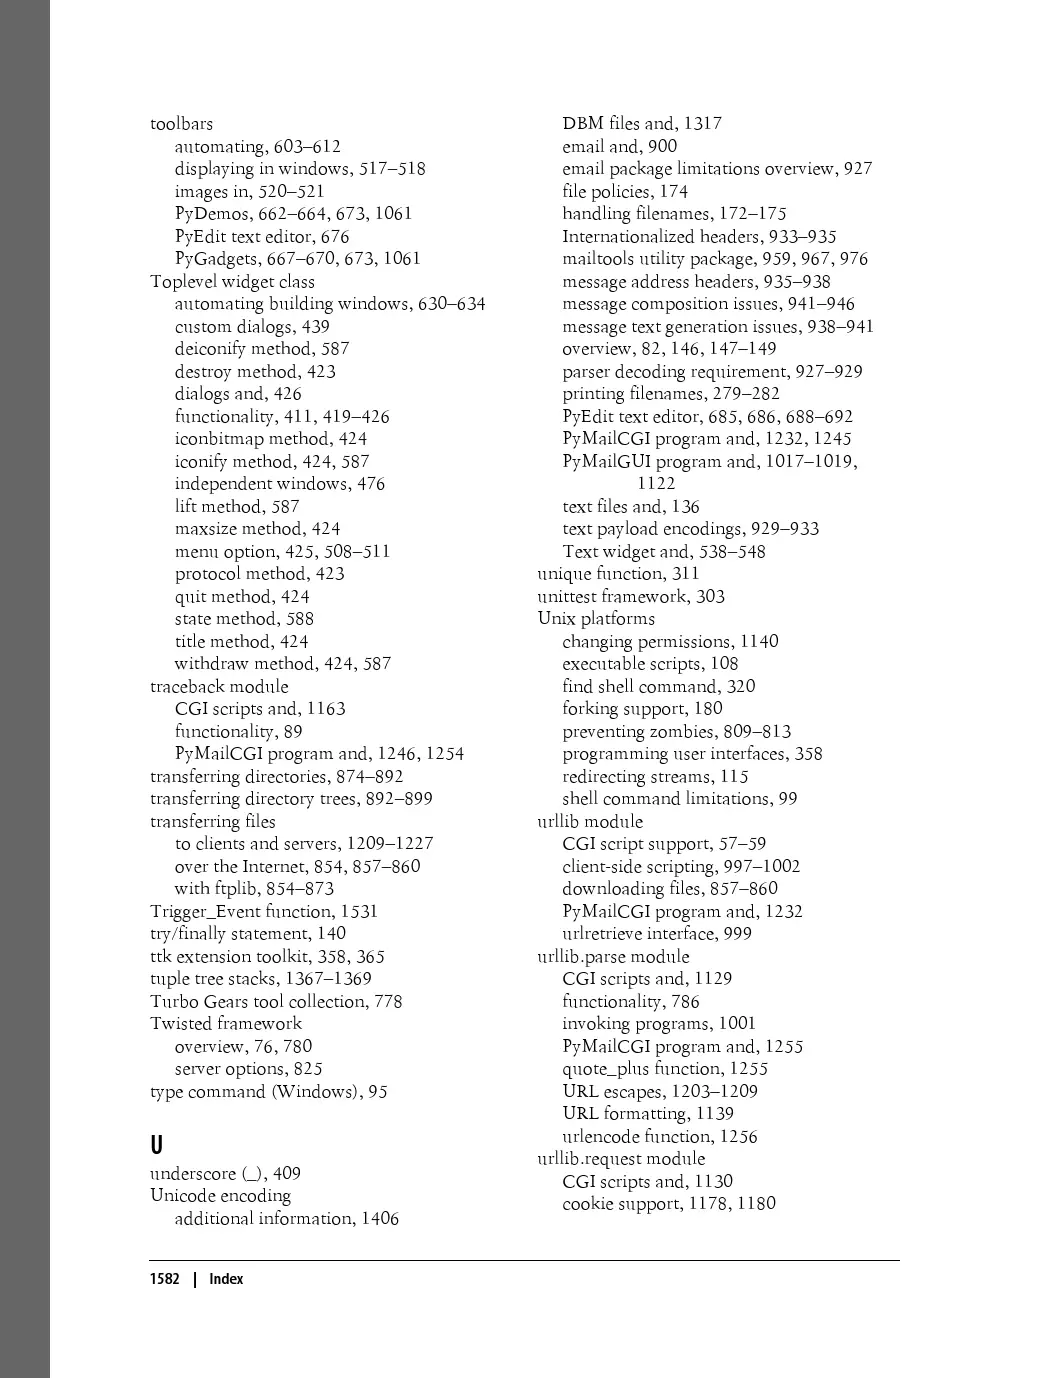 toolbars
automating, 603–612
displaying in windows, 517–518
images in, 520–521
PyDemos, 662–664, 673, 1061
PyEdit text editor, 676
PyGadgets, 667–670, 673, 1061
Toplevel widget class
automating building windows, 630–634
custom dialogs, 439
deiconify method, 587
destroy method, 423
dialogs and, 426
functionality, 411, 419–426
iconbitmap method, 424
iconify method, 424, 587
independent windows, 476
lift method, 587
maxsize method, 424
menu option, 425, 508–511
protocol method, 423
quit method, 424
state method, 588
title method, 424
withdraw method, 424, 587
traceback module
CGI scripts and, 1163
functionality, 89
PyMailCGI program and, 1246, 1254
transferring directories, 874–892
transferring directory trees, 892–899
transferring files
to clients and servers, 1209–1227
over the Internet, 854, 857–860
with ftplib, 854–873
Trigger_Event function, 1531
try/finally statement, 140
ttk extension toolkit, 358, 365
tuple tree stacks, 1367–1369
Turbo Gears tool collection, 778
Twisted framework
overview, 76, 780
server options, 825
type command (Windows), 95
U
underscore (_), 409
Unicode encoding
additional information, 1406
DBM files and, 1317
email and, 900
email package limitations overview, 927
file policies, 174
handling filenames, 172–175
Internationalized headers, 933–935
mailtools utility package, 959, 967, 976
message address headers, 935–938
message composition issues, 941–946
message text generation issues, 938–941
overview, 82, 146, 147–149
parser decoding requirement, 927–929
printing filenames, 279–282
PyEdit text editor, 685, 686, 688–692
PyMailCGI program and, 1232, 1245
PyMailGUI program and, 1017–1019,
1122
text files and, 136
text payload encodings, 929–933
Text widget and, 538–548
unique function, 311
unittest framework, 303
Unix platforms
changing permissions, 1140
executable scripts, 108
find shell command, 320
forking support, 180
preventing zombies, 809–813
programming user interfaces, 358
redirecting streams, 115
shell command limitations, 99
urllib module
CGI script support, 57–59
client-side scripting, 997–1002
downloading files, 857–860
PyMailCGI program and, 1232
urlretrieve interface, 999
urllib.parse module
CGI scripts and, 1129
functionality, 786
invoking programs, 1001
PyMailCGI program and, 1255
quote_plus function, 1255
URL escapes, 1203–1209
URL formatting, 1139
urlencode function, 1256
urllib.request module
CGI scripts and, 1130
cookie support, 1178, 1180
1582 | Index